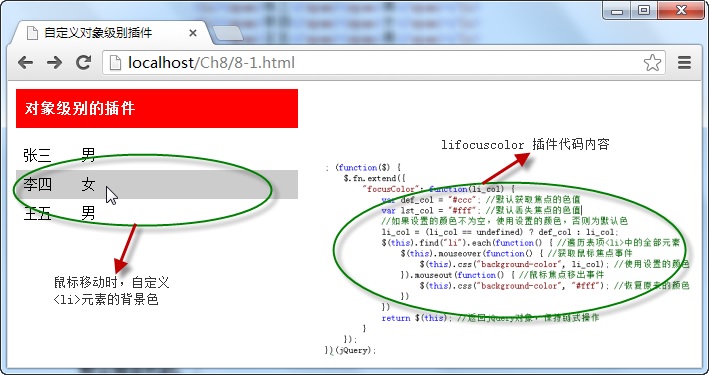 自定义对象级别插件
localhost/Ch8/8-1.html
对象级别的插件
张三 男
李四 女
王五 男
鼠标移动时，自定义
<li>元素的背景色
lifocuscolor 插件代码内容
; (function($) {
$.fn.extend({
"focusColor": function(li_col) {
var def_col = "#ccc"; //默认获取焦点的色值
var lst_col = "#fff"; //默认丢失焦点的色值
//如果设置的颜色不为空，使用设置的颜色，否则为默认色
li_col = (li_col == undefined) ? def_col : li_col;
$(this).find("li").each(function() { //遍历表项<li>中的全部元素
$(this).mouseover(function() { //获取鼠标焦点事件
$(this).css("background-color", li_col); //使用设置的颜色
}).mouseout(function() { //鼠标焦点移出事件
$(this).css("background-color", "#fff"); //恢复原来的颜色
})
})
return $(this); //返回jQuery对象，保持链式操作
}
});
})(jQuery);